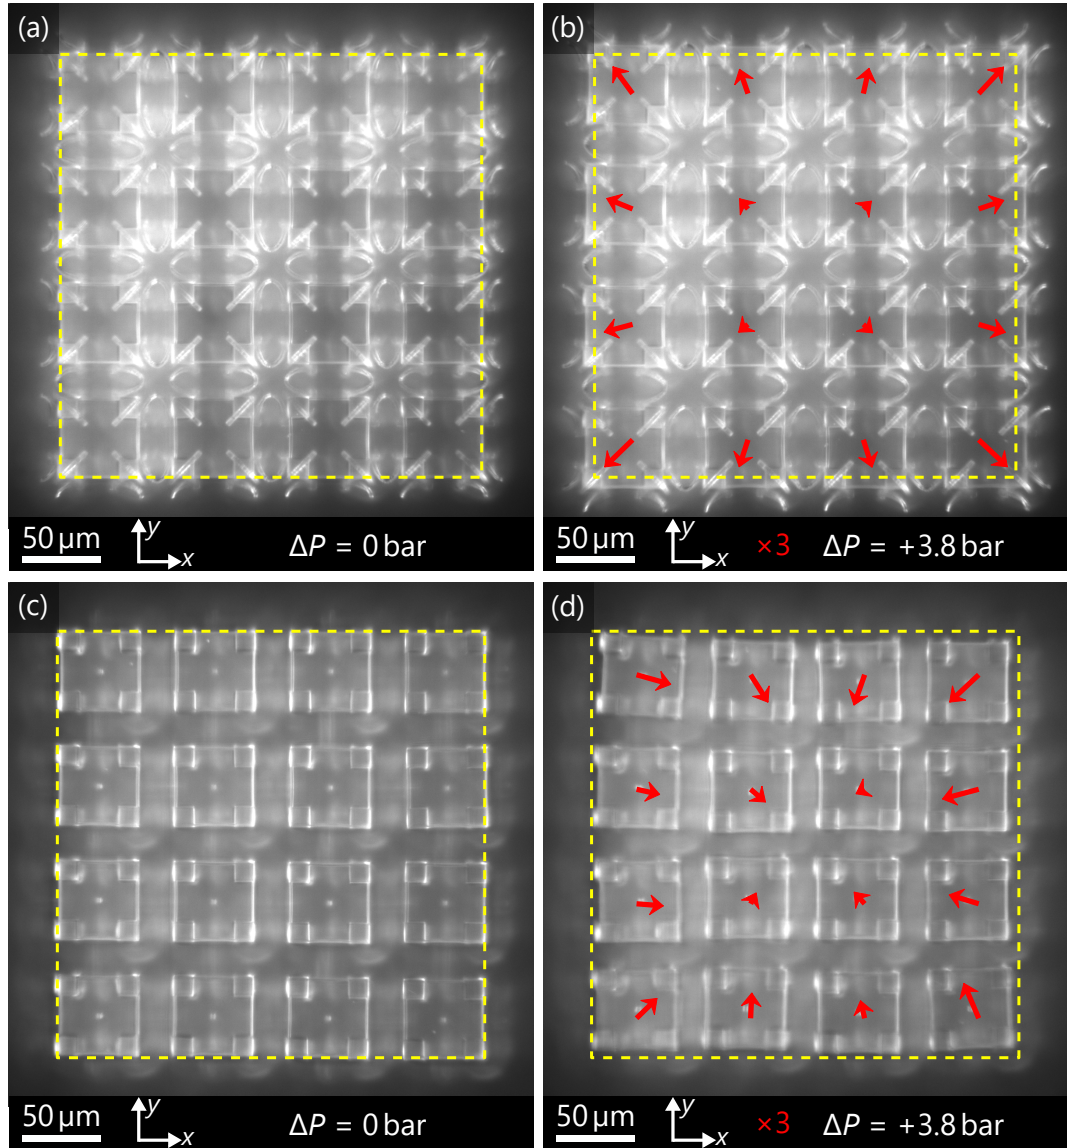 (a)
(b)
50 µm y x ΔP = 0 bar
50 µm y x ×3 ΔP = +3.8 bar
(c)
(d)
50 µm y x ΔP = 0 bar
50 µm y x ×3 ΔP = +3.8 bar